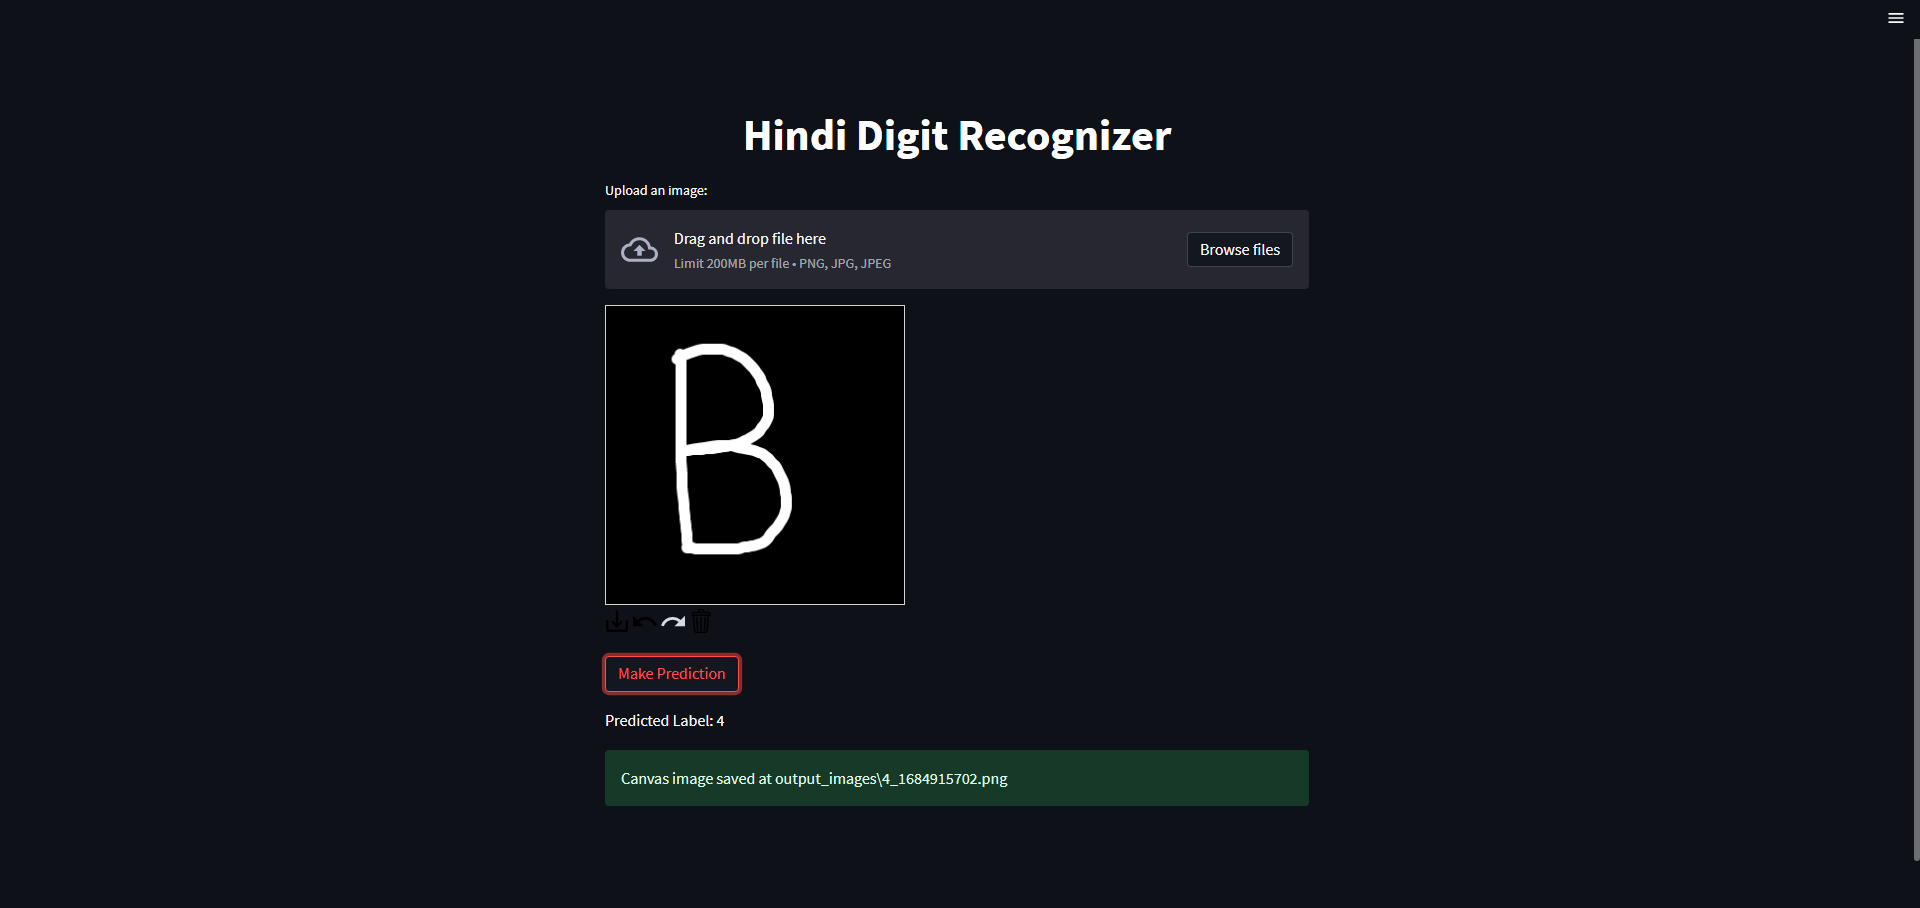 Hindi Digit Recognizer
Upload an image:
Drag and drop file here
Limit 200MB per file • PNG, JPG, JPEG
Browse files
B
Make Prediction
Predicted Label: 4
Canvas image saved at output_images\4_1684915702.png